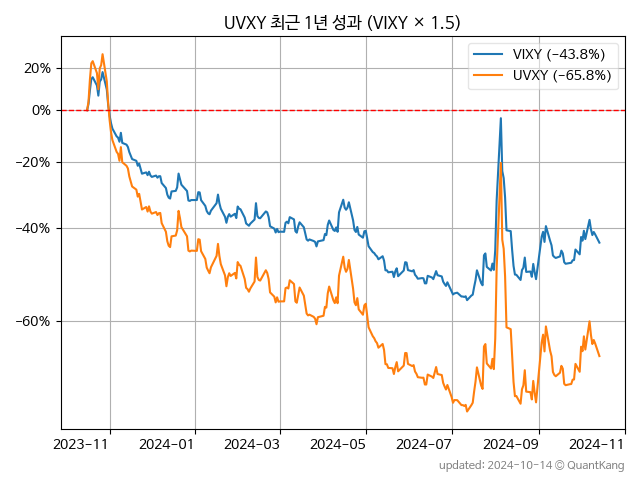 UVXY 최근 1년 성과 (VIXY × 1.5)
VIXY (−43.8%)
UVXY (−65.8%)
20%
0%
−20%
−40%
−60%
2023-11 2024-01 2024-03 2024-05 2024-07 2024-09 2024-11
updated: 2024-10-14 © QuantKang